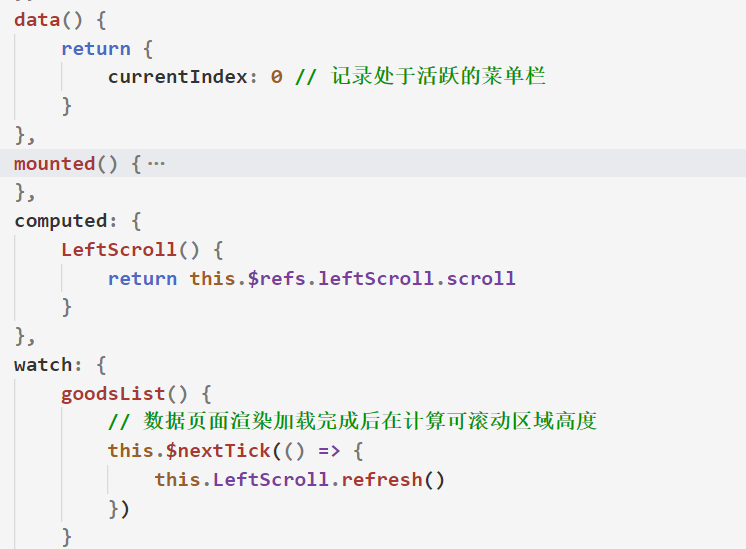 data() {
return {
currentIndex: 0 // 记录处于活跃的菜单栏
}
},
mounted() { ⋯
},
computed: {
LeftScroll() {
return this.$refs.leftScroll.scroll
}
},
watch: {
goodsList() {
// 数据页面渲染加载完成后在计算可滚动区域高度
this.$nextTick(() => {
this.LeftScroll.refresh()
})
}